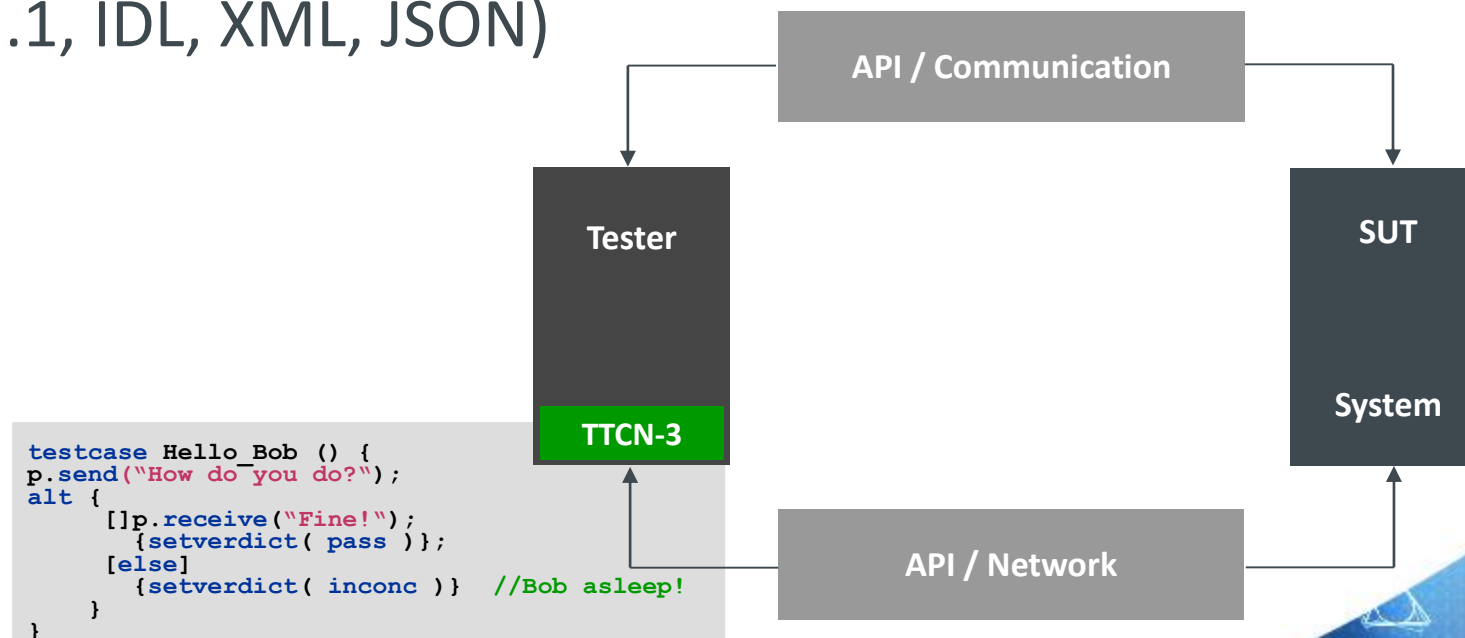 .1, IDL, XML, JSON)
API / Communication
Tester
SUT
System
TTCN-3
testcase Hello_Bob () {
p.send(“How do you do?“);
alt {
[]p.receive(“Fine!“);
{setverdict( pass )};
[else]
{setverdict( inconc )} //Bob asleep!
}
}
API / Network